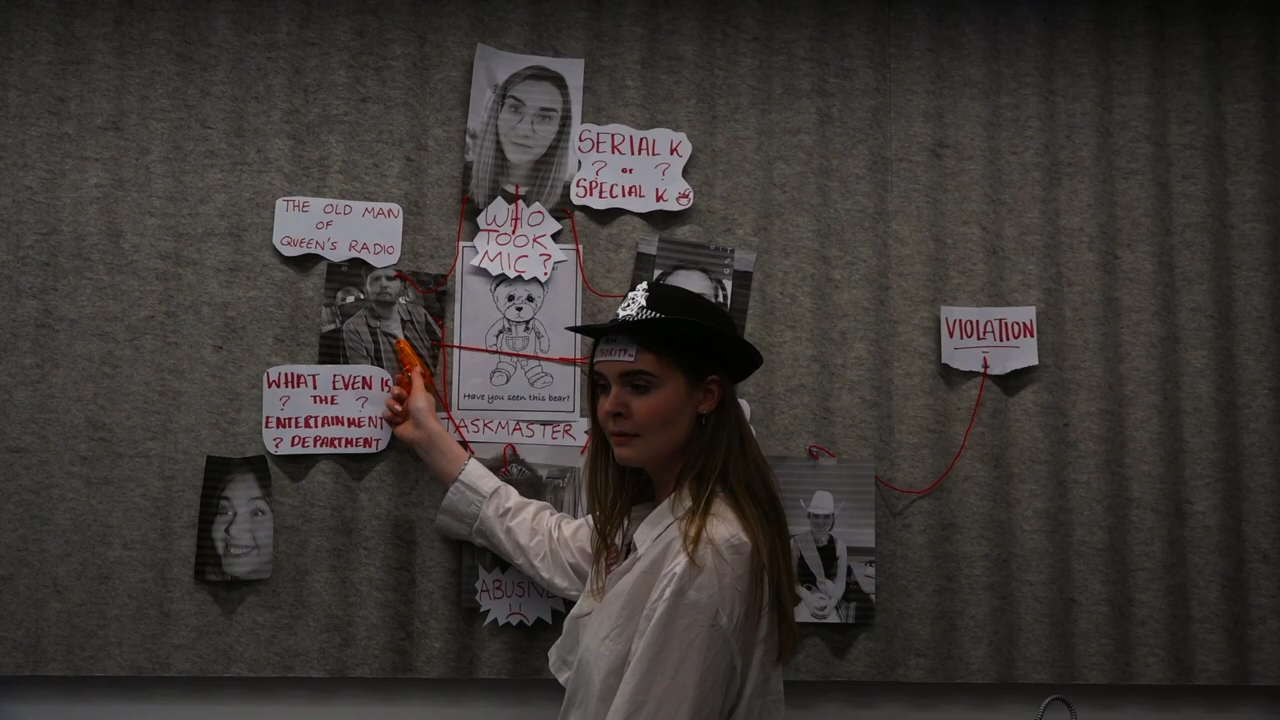 SERIAL K
? or ?
SPECIAL K
THE OLD MAN
OF
QUEEN'S RADIO
WHO
TOOK
MIC?
VIOLATION
WHAT EVEN IS
? THE ?
ENTERTAINMENT
? DEPARTMENT
Have you seen this bear?
TASKMASTER
ABUSIVE